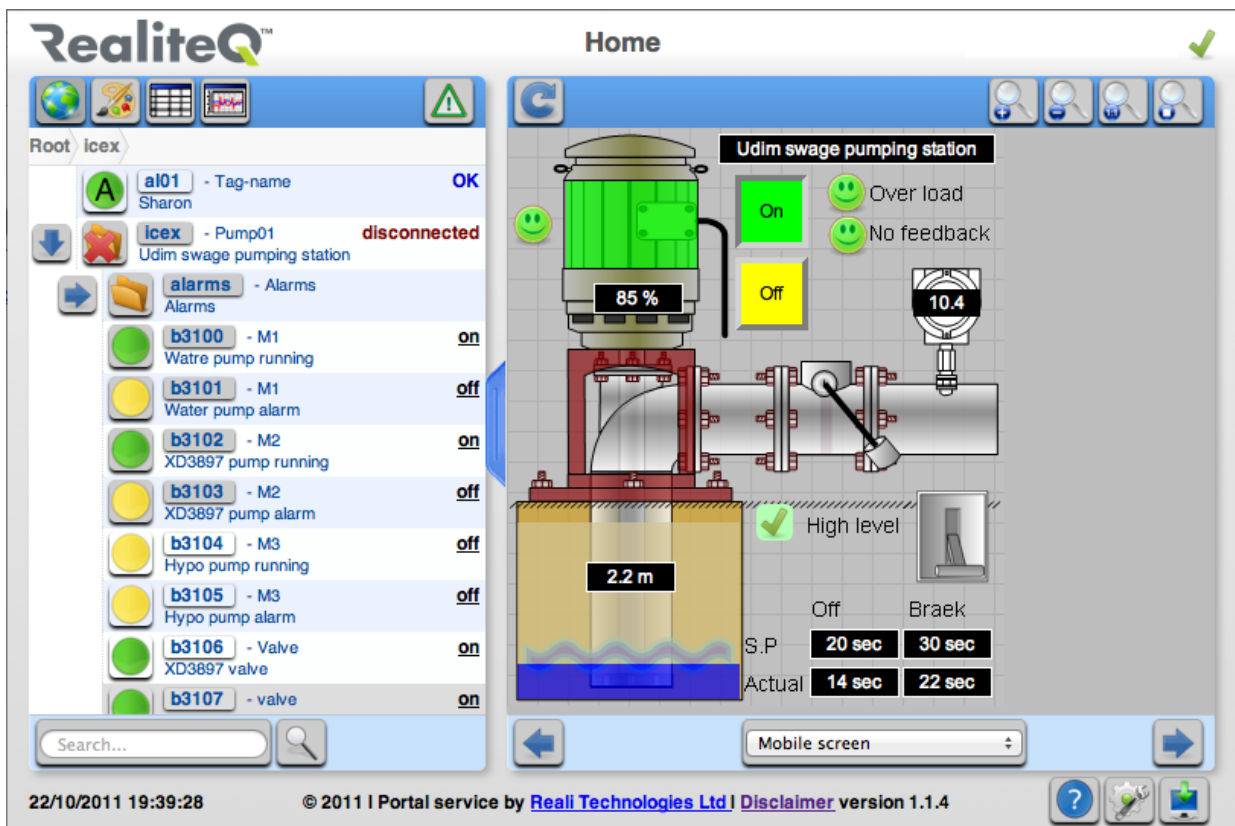 RealiteQ™
Home
Root icex
A
al01 - Tag-name OK
Sharon
icex - Pump01 disconnected
Udim swage pumping station
alarms - Alarms
Alarms
b3100 - M1 on
Watre pump running
b3101 - M1 off
Water pump alarm
b3102 - M2 on
XD3897 pump running
b3103 - M2 off
XD3897 pump alarm
b3104 - M3 off
Hypo pump running
b3105 - M3 off
Hypo pump alarm
b3106 - Valve on
XD3897 valve
b3107 - valve on
Search...
Udim swage pumping station
On
Over load
No feedback
Off
85 %
10.4
High level
2.2 m
Off Braek
S.P 20 sec 30 sec
Actual 14 sec 22 sec
Mobile screen
22/10/2011 19:39:28
© 2011 I Portal service by Reali Technologies Ltd I Disclaimer version 1.1.4